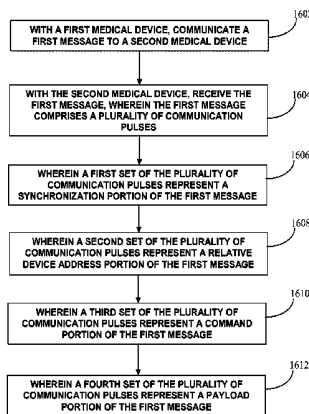 1602
WITH A FIRST MEDICAL DEVICE, COMMUNICATE A
FIRST MESSAGE TO A SECOND MEDICAL DEVICE
1604
WITH THE SECOND MEDICAL DEVICE, RECEIVE THE
FIRST MESSAGE, WHEREIN THE FIRST MESSAGE
COMPRISES A PLURALITY OF COMMUNICATION
PULSES
1606
WHEREIN A FIRST SET OF THE PLURALITY OF
COMMUNICATION PULSES REPRESENT A
SYNCHRONIZATION PORTION OF THE FIRST MESSAGE
1608
WHEREIN A SECOND SET OF THE PLURALITY OF
COMMUNICATION PULSES REPRESENT A RELATIVE
DEVICE ADDRESS PORTION OF THE FIRST MESSAGE
1610
WHEREIN A THIRD SET OF THE PLURALITY OF
COMMUNICATION PULSES REPRESENT A COMMAND
PORTION OF THE FIRST MESSAGE
1612
WHEREIN A FOURTH SET OF THE PLURALITY OF
COMMUNICATION PULSES REPRESENT A PAYLOAD
PORTION OF THE FIRST MESSAGE